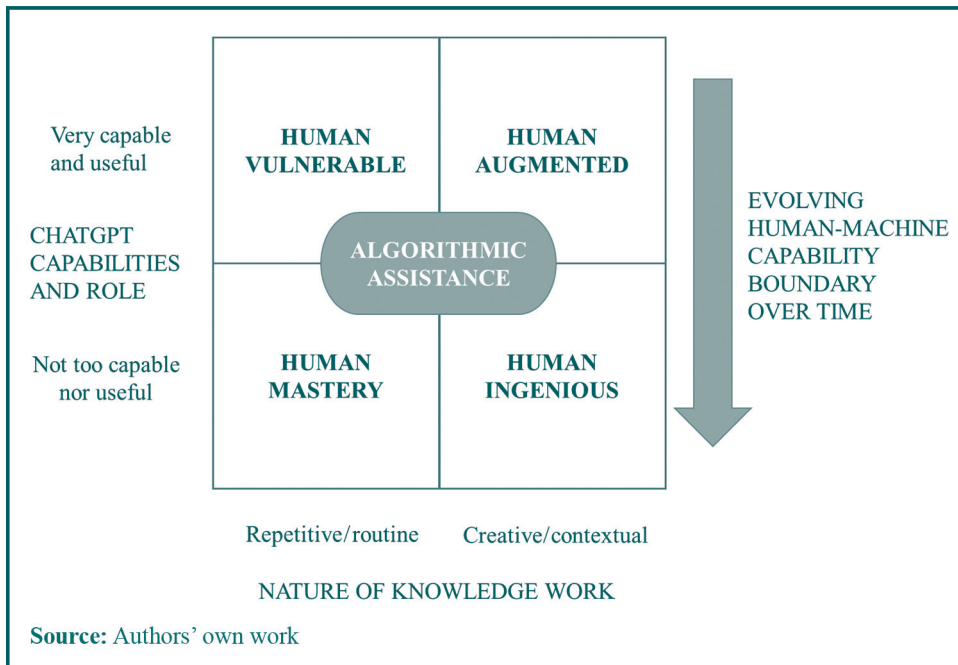 Very capable
and useful
HUMAN
VULNERABLE
HUMAN
AUGMENTED
CHATGPT
CAPABILITIES
AND ROLE
ALGORITHMIC
ASSISTANCE
EVOLVING
HUMAN-MACHINE
CAPABILITY
BOUNDARY
OVER TIME
Not too capable
nor useful
HUMAN
MASTERY
HUMAN
INGENIOUS
Repetitive/routine
Creative/contextual
NATURE OF KNOWLEDGE WORK
Source: Authors’ own work